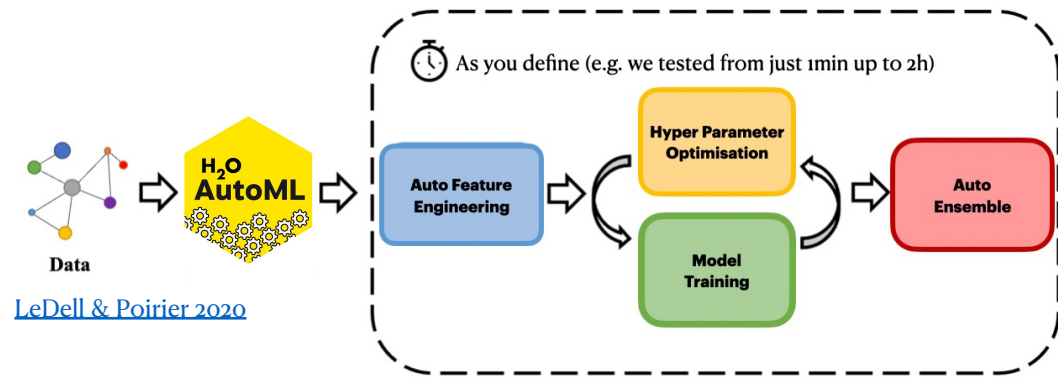 As you define (e.g. we tested from just 1min up to 2h)
Data
LeDell & Poirier 2020
H₂O
AutoML
Auto Feature
Engineering
Hyper Parameter
Optimisation
Model
Training
Auto
Ensemble